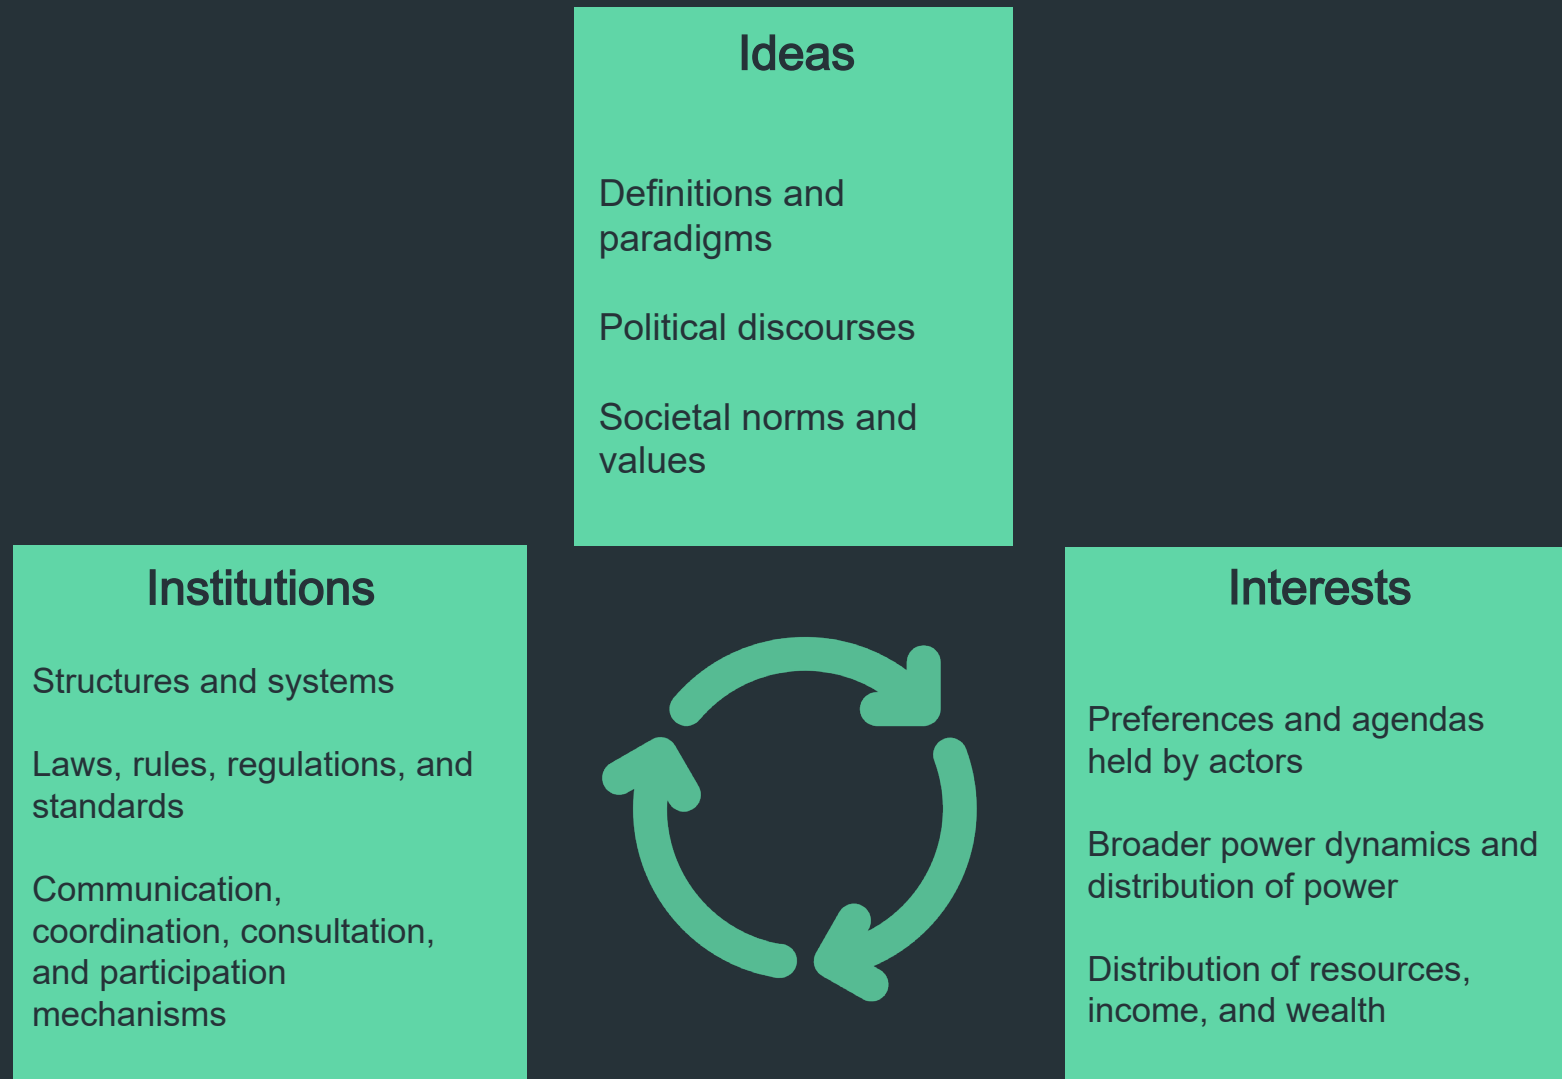 Ideas
Definitions and
paradigms
Political discourses
Societal norms and
values
Institutions
Structures and systems
Laws, rules, regulations, and
standards
Communication,
coordination, consultation,
and participation
mechanisms
Interests
Preferences and agendas
held by actors
Broader power dynamics and
distribution of power
Distribution of resources,
income, and wealth